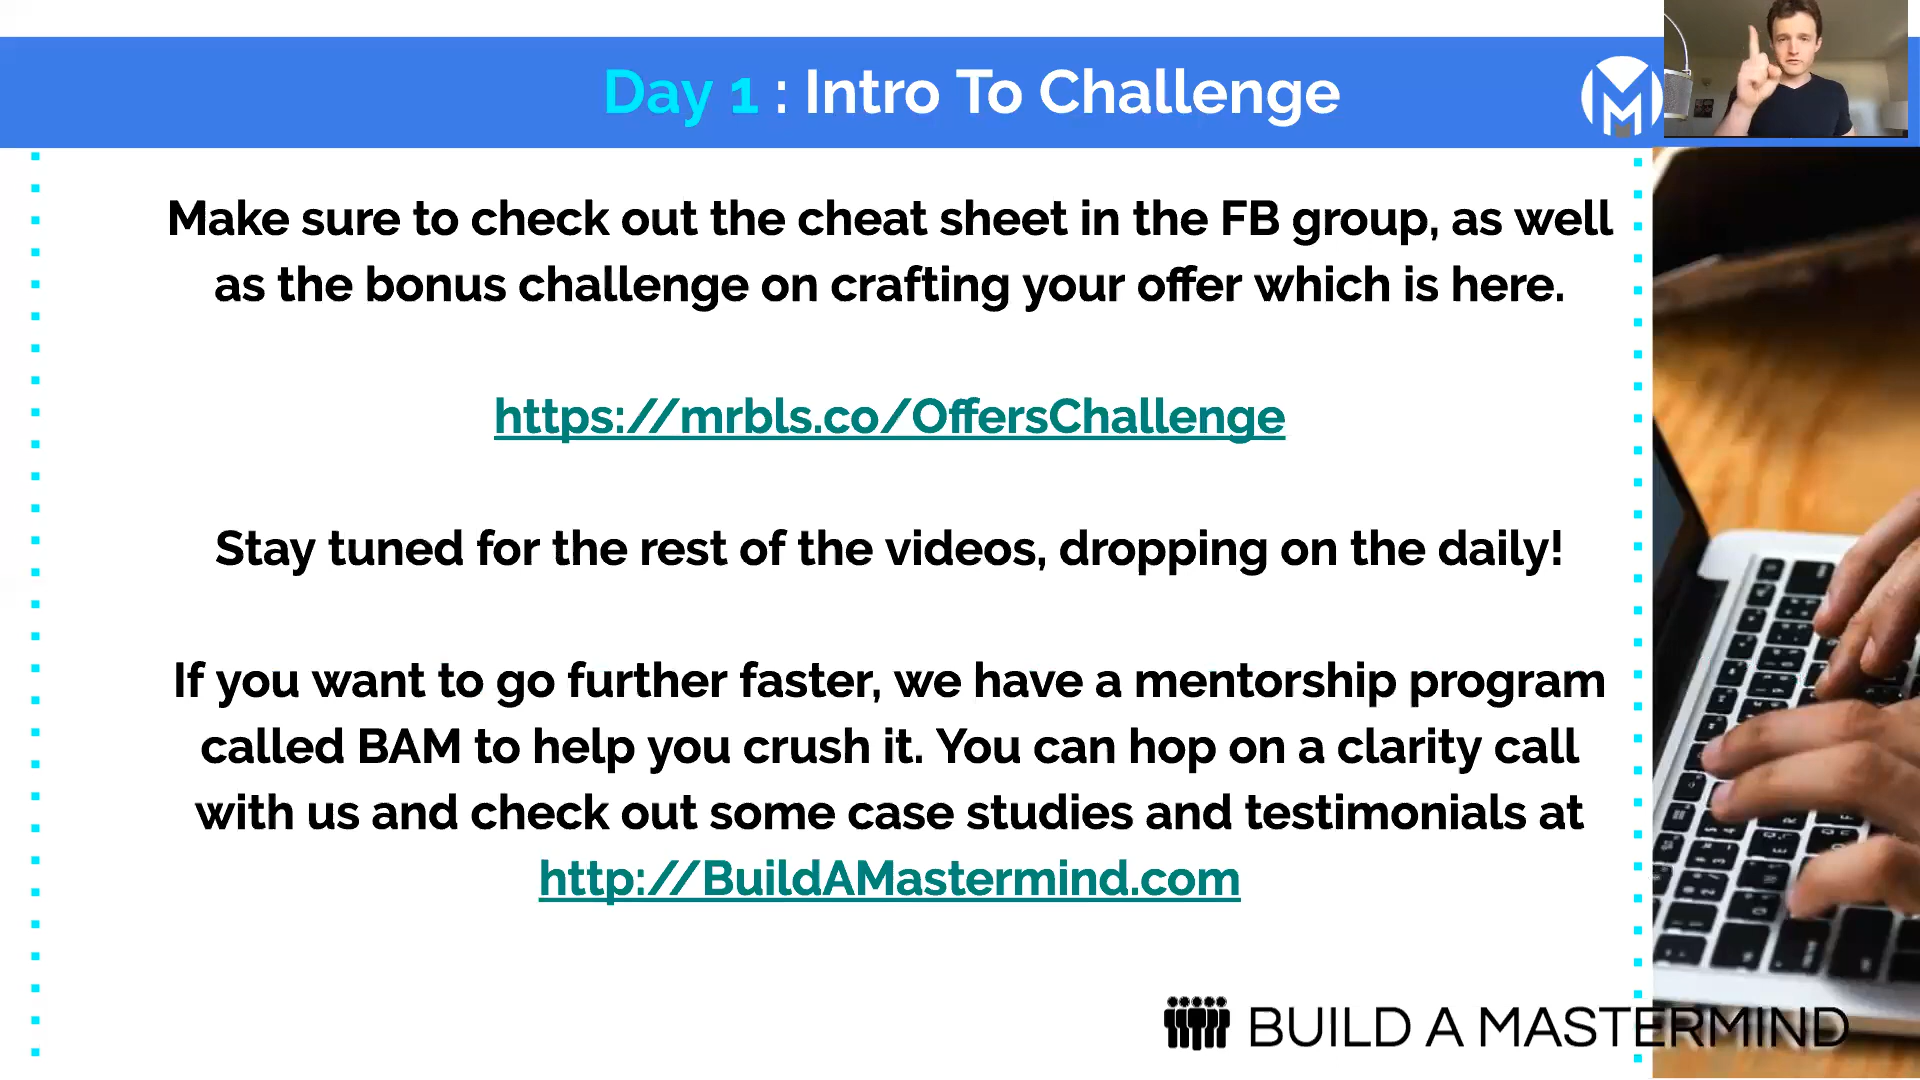 Day 1 : Intro To Challenge
Make sure to check out the cheat sheet in the FB group, as well
as the bonus challenge on crafting your offer which is here.
https://mrbls.co/OffersChallenge
Stay tuned for the rest of the videos, dropping on the daily!
If you want to go further faster, we have a mentorship program
called BAM to help you crush it. You can hop on a clarity call
with us and check out some case studies and testimonials at
http://BuildAMastermind.com
BUILD A MASTERMIND